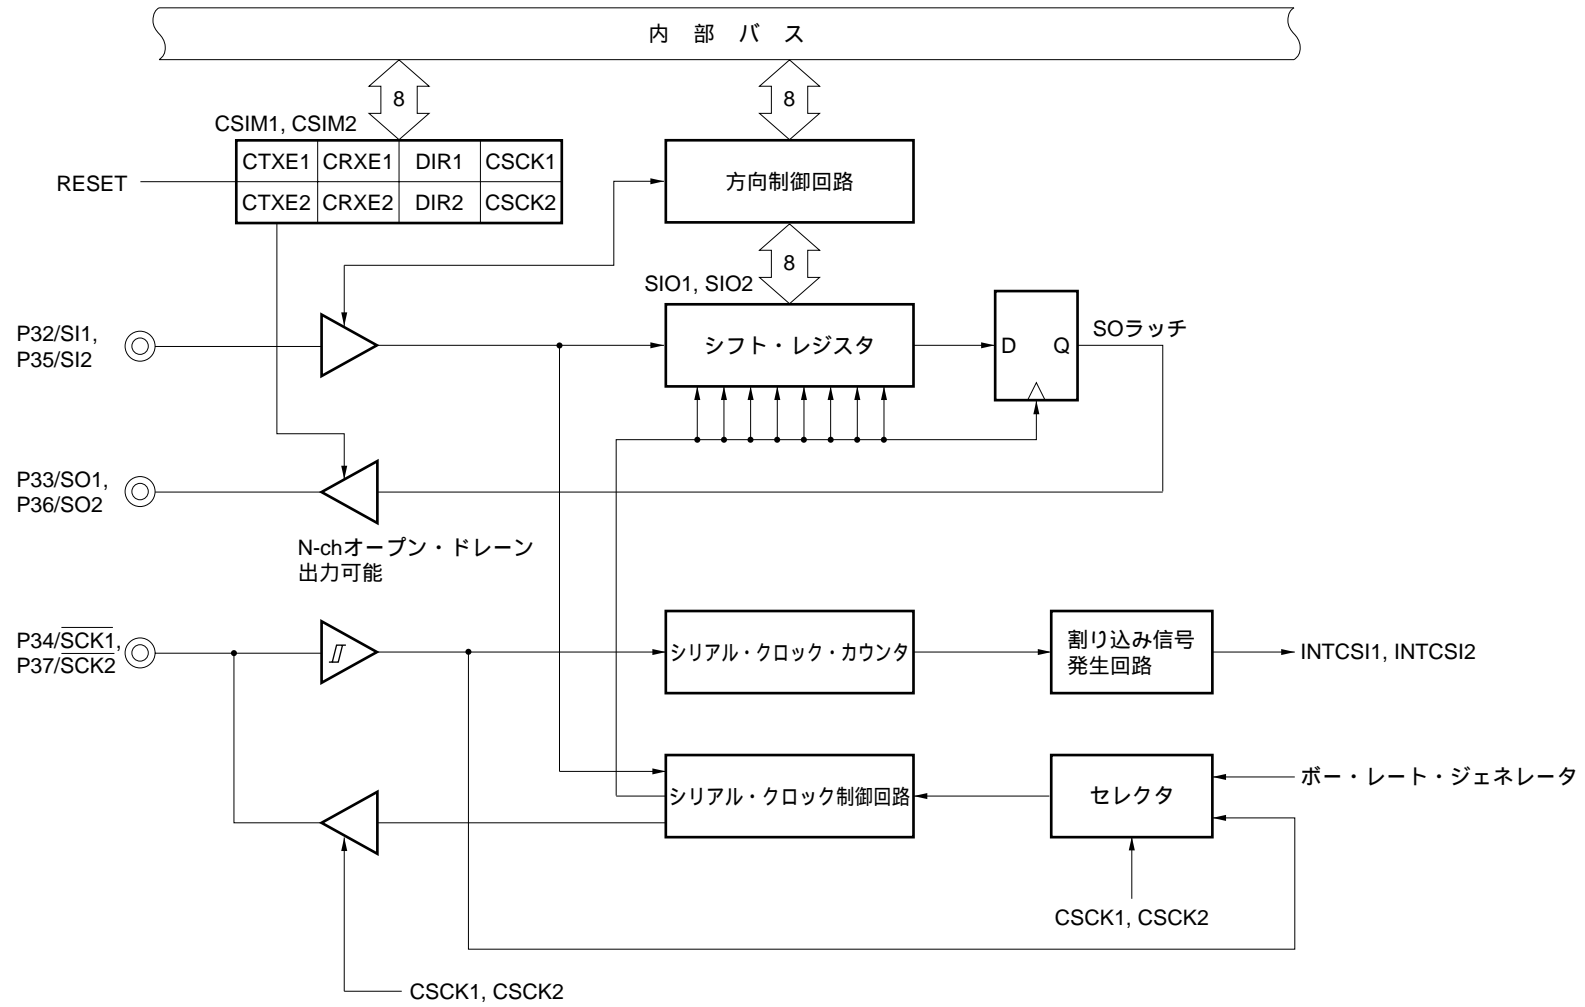 内部バス
8
8
CSIM1, CSIM2
CTXE1 CRXE1 DIR1 CSCK1
CTXE2 CRXE2 DIR2 CSCK2
RESET
方向制御回路
8
SIO1, SIO2
P32/SI1,
P35/SI2
シフト・レジスタ
D Q
SOラッチ
P33/SO1,
P36/SO2
N-chオープン・ドレーン
出力可能
P34/SCK1,
P37/SCK2
シリアル・クロック・カウンタ
割り込み信号
発生回路
INTCSI1, INTCSI2
シリアル・クロック制御回路
セレクタ
ボー・レート・ジェネレータ
CSCK1, CSCK2
CSCK1, CSCK2